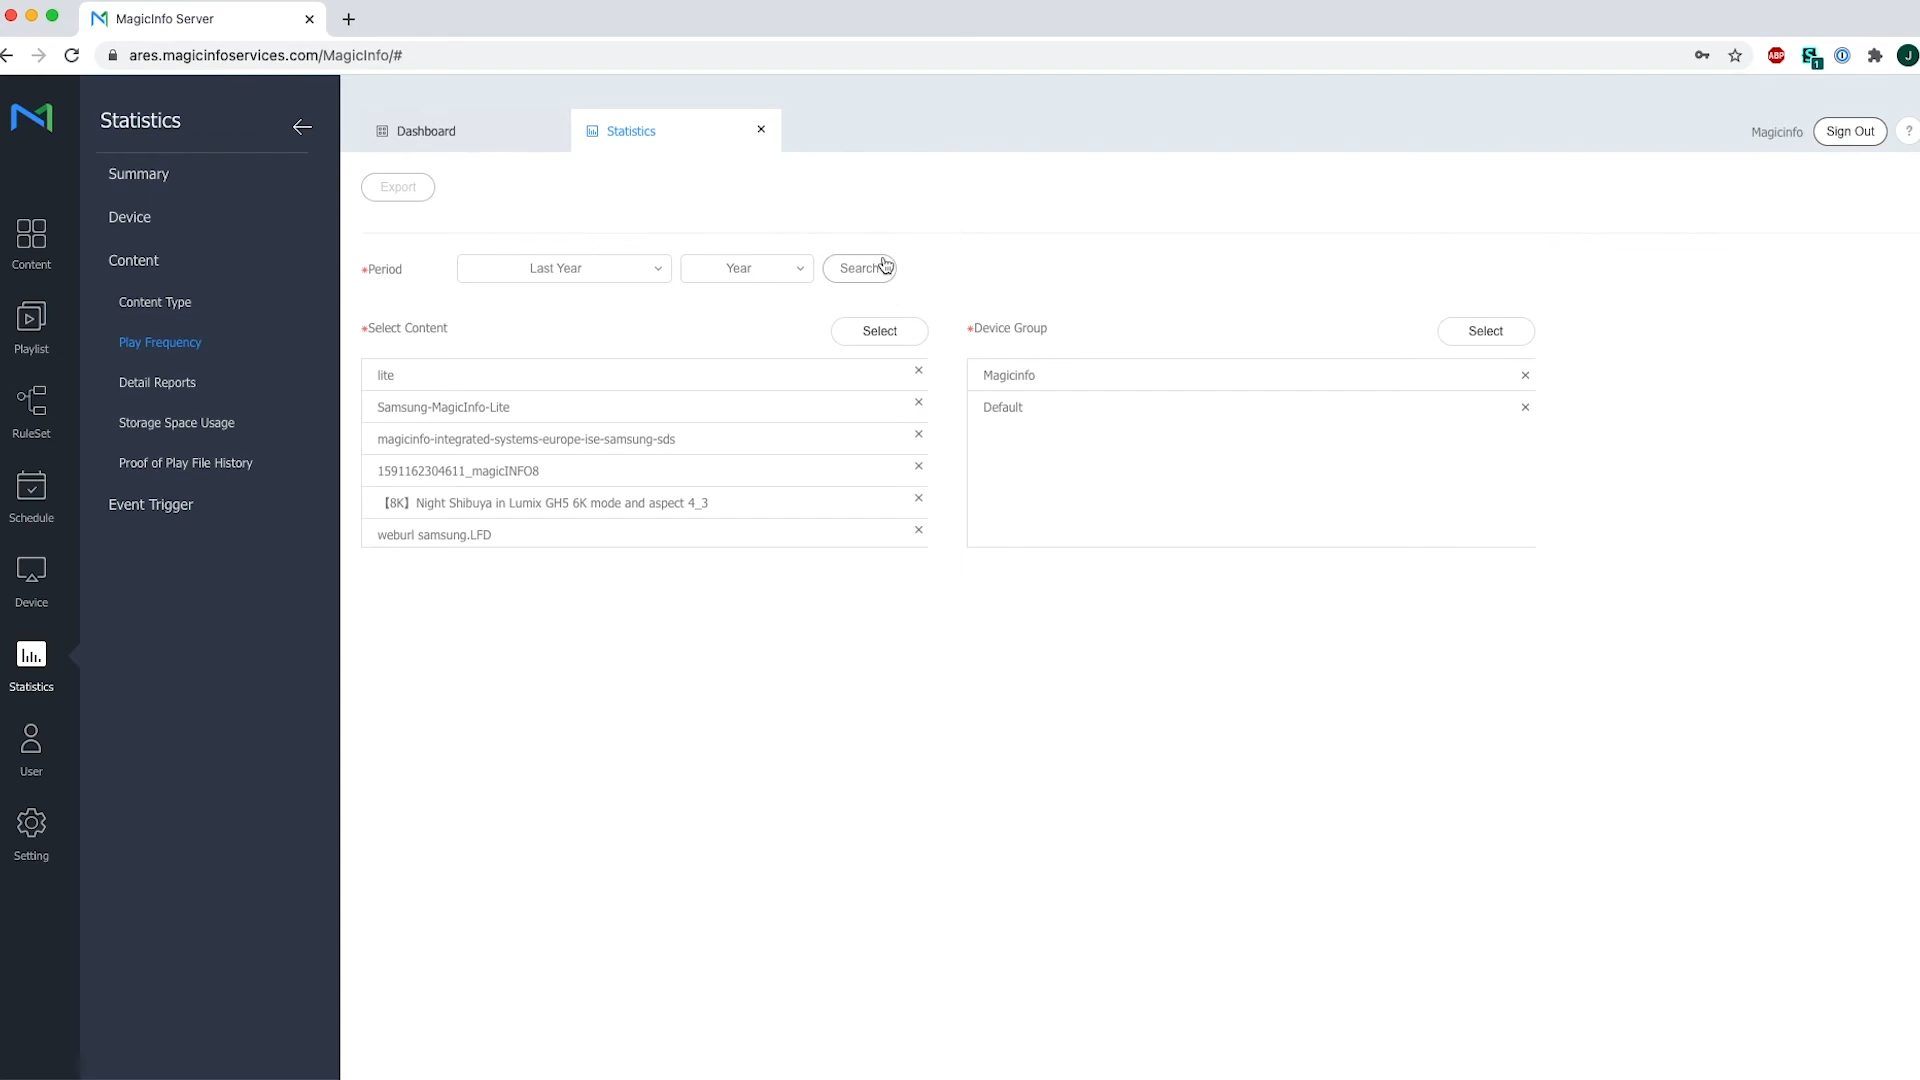 MagicInfo Server
ares.magicinfoservices.com/MagicInfo/#
ABP
1
J
Statistics
Summary
Device
Content
Content Type
Play Frequency
Detail Reports
Storage Space Usage
Proof of Play File History
Event Trigger
Content
Playlist
RuleSet
Schedule
Device
Statistics
User
Setting
Dashboard
Statistics
Magicinfo
Sign Out
?
Export
*Period
Last Year
Year
Search
*Select Content
Select
lite
Samsung-MagicInfo-Lite
magicinfo-integrated-systems-europe-ise-samsung-sds
1591162304611_magicINFO8
【8K】Night Shibuya in Lumix GH5 6K mode and aspect 4_3
weburl samsung.LFD
*Device Group
Select
Magicinfo
Default